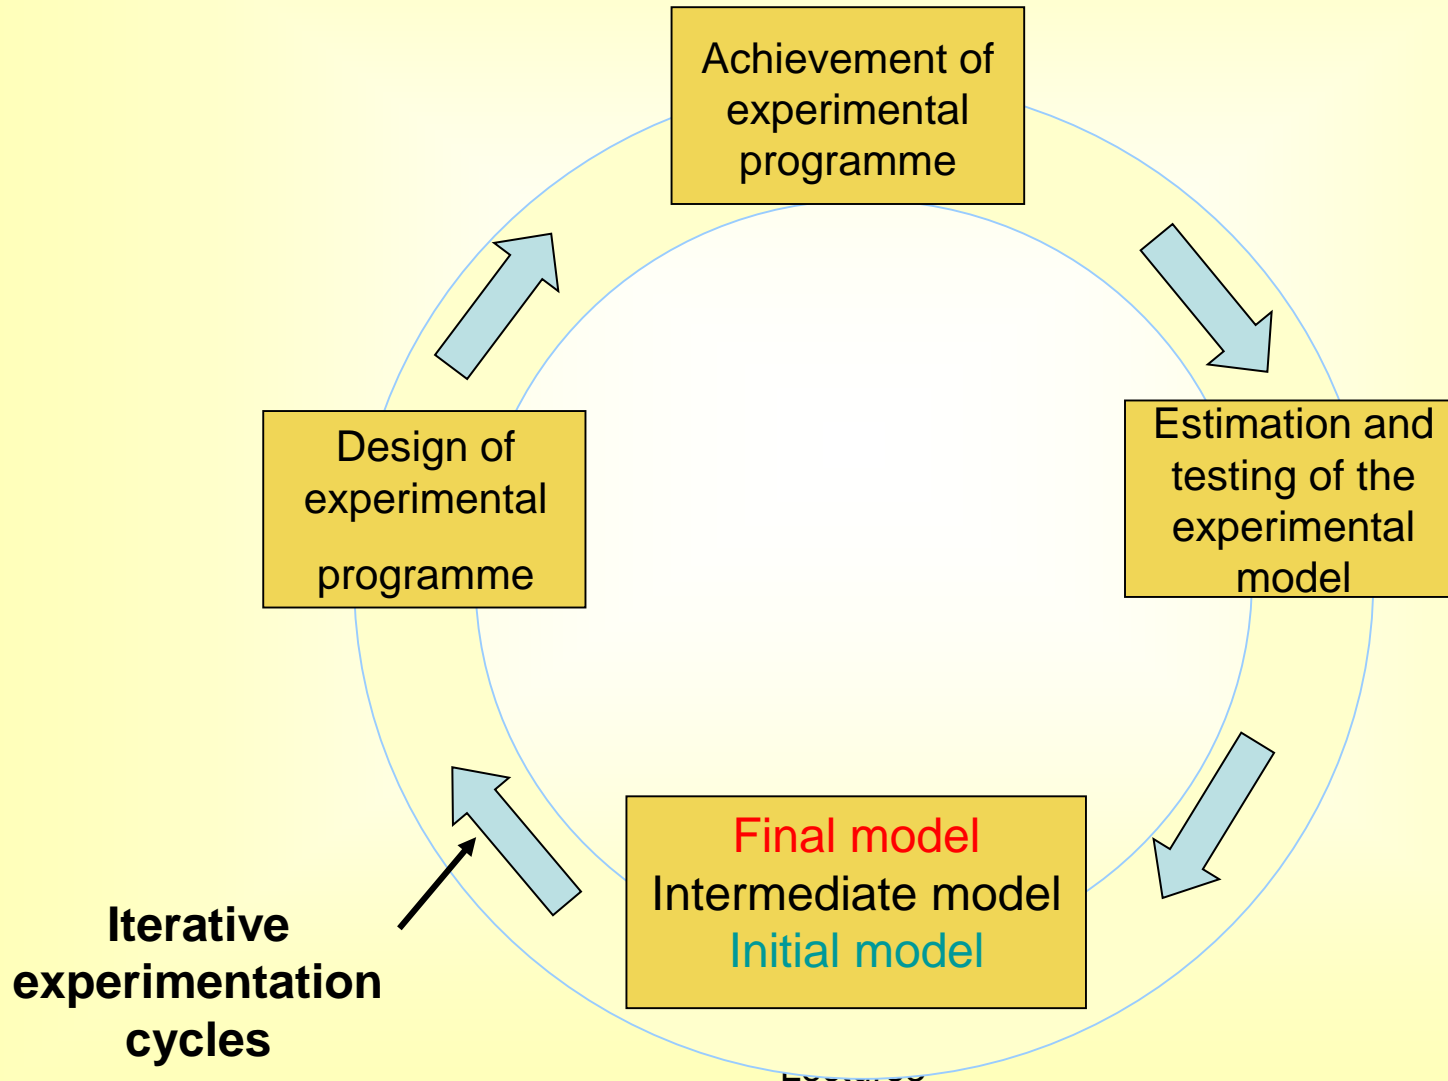 Achievement of
experimental
programme
Design of
experimental
programme
Estimation and
testing of the
experimental
model
Final model
Intermediate model
Initial model
Iterative
experimentation
cycles